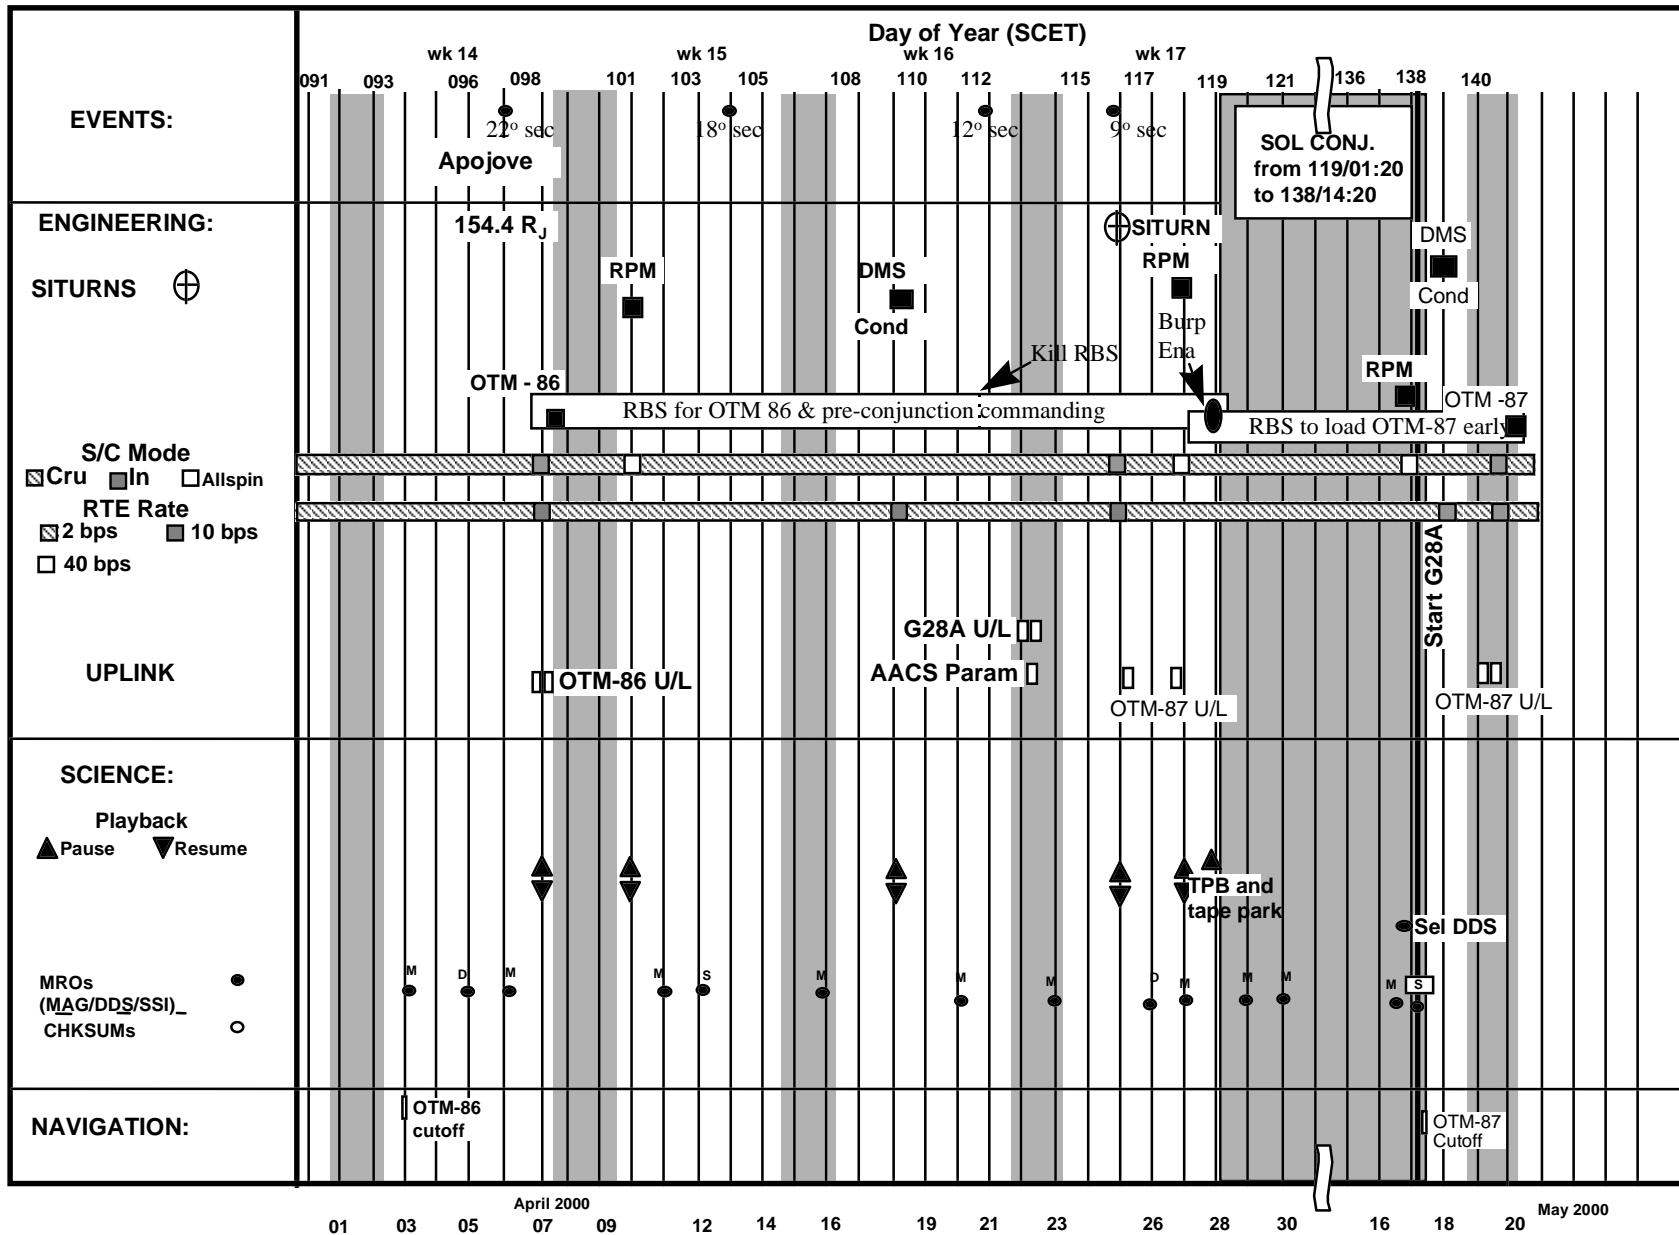 Day of Year (SCET)
wk 14 wk 15 wk 16 wk 17
091 093 096 098 101 103 105 108 110 112 115 117 119 121 136 138 140
EVENTS:
22o sec 18o sec 12o sec 9o sec
Apojove
SOL CONJ.
from 119/01:20
to 138/14:20
ENGINEERING:
154.4 RJ
SITURN
DMS
RPM DMS RPM
SITURNS
Cond
Cond
Burp
Ena
Kill RBS
RPM
OTM - 86
OTM -87
RBS for OTM 86 & pre-conjunction commanding
RBS to load OTM-87 early
S/C Mode
Cru In Allspin
RTE Rate
2 bps 10 bps
40 bps
Start G28A
G28A U/L
UPLINK
OTM-86 U/L
AACS Param
OTM-87 U/L
OTM-87 U/L
SCIENCE:
Playback
Pause Resume
TPB and
tape park
Sel DDS
M D M M S M M M D M M M M S
MROs
(MAG/DDS/SSI)
CHKSUMs
NAVIGATION:
OTM-86
cutoff
OTM-87
Cutoff
April 2000 May 2000
01 03 05 07 09 12 14 16 19 21 23 26 28 30 16 18 20